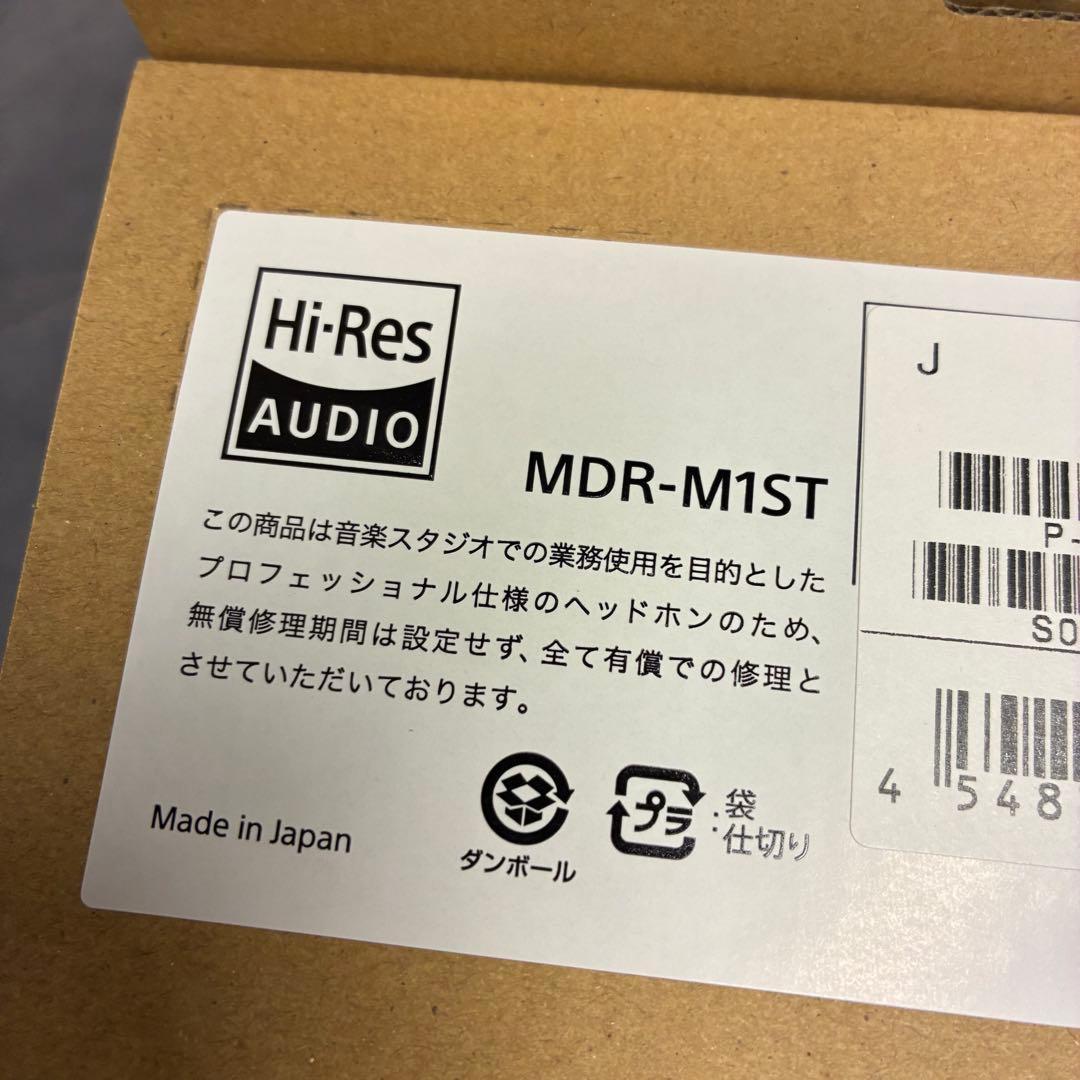 Hi-Res
AUDIO
MDR-M1ST
この商品は音楽スタジオでの業務使用を目的とした
プロフェッショナル仕様のヘッドホンのため、
無償修理期間は設定せず、全て有償での修理と
させていただいております。
Made in Japan
ダンボール
プラ
:袋
仕切り
J
P-
S0
4 548